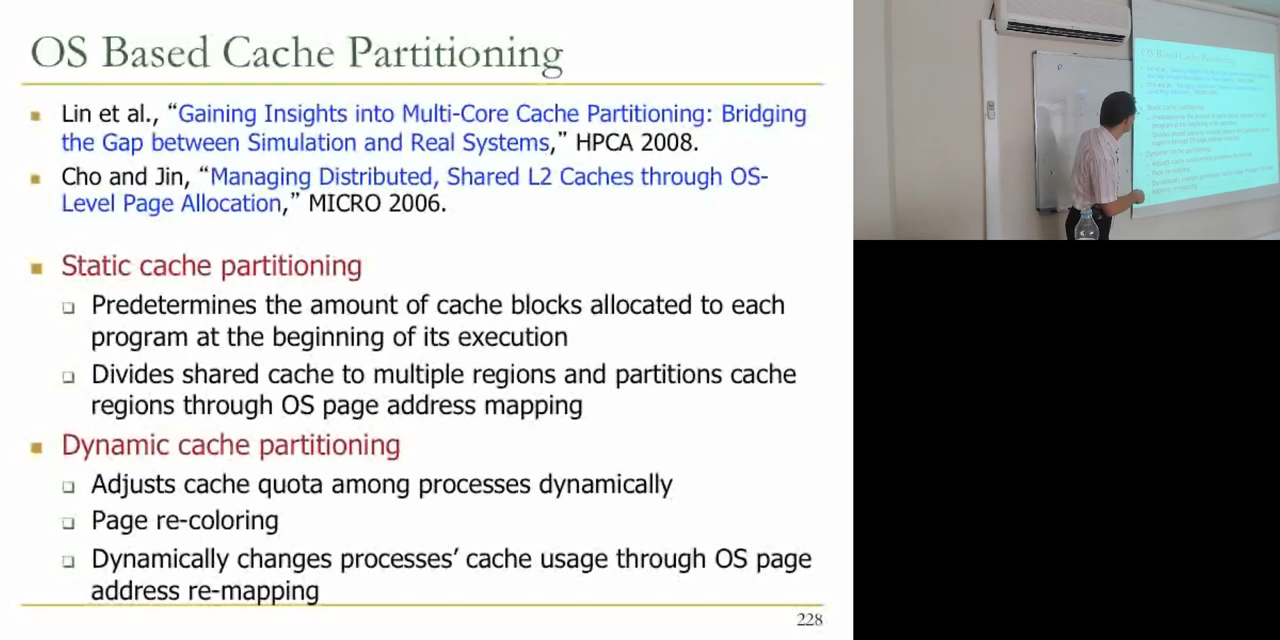 OS Based Cache Partitioning
Lin et al., “Gaining Insights into Multi-Core Cache Partitioning: Bridging
the Gap between Simulation and Real Systems,” HPCA 2008.
Cho and Jin, “Managing Distributed, Shared L2 Caches through OS-
Level Page Allocation,” MICRO 2006.
Static cache partitioning
Predetermines the amount of cache blocks allocated to each
program at the beginning of its execution
Divides shared cache to multiple regions and partitions cache
regions through OS page address mapping
Dynamic cache partitioning
Adjusts cache quota among processes dynamically
Page re-coloring
Dynamically changes processes’ cache usage through OS page
address re-mapping
228